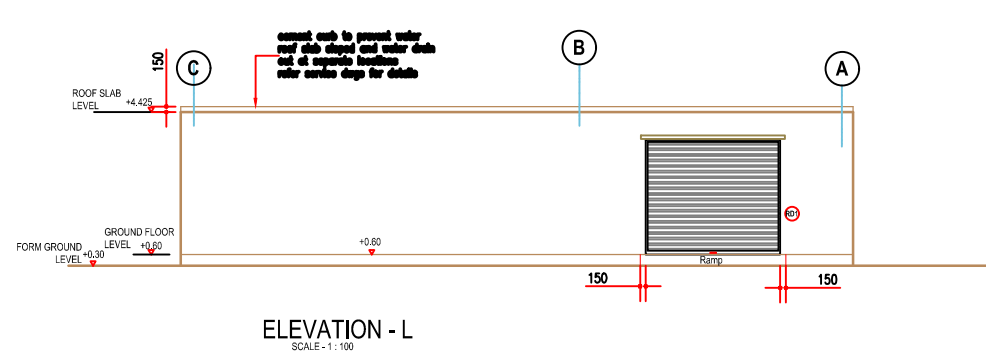 cement curb to prevent water
roof slab sloped and water drain
out at separate locations
refer service dwgs for details
150
C
B
A
ROOF SLAB
LEVEL
+4.425
RD1
GROUND FLOOR
LEVEL +0.60
+0.60
FORM GROUND
LEVEL +0.30
Ramp
150
150
ELEVATION - L
SCALE - 1 : 100